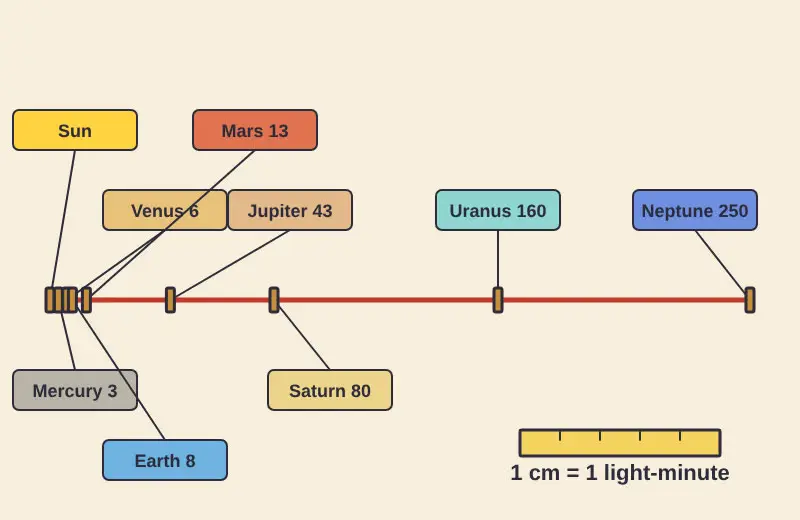 Sun
Mars 13
Venus 6
Jupiter 43
Uranus 160
Neptune 250
Mercury 3
Saturn 80
Earth 8
1 cm = 1 light-minute